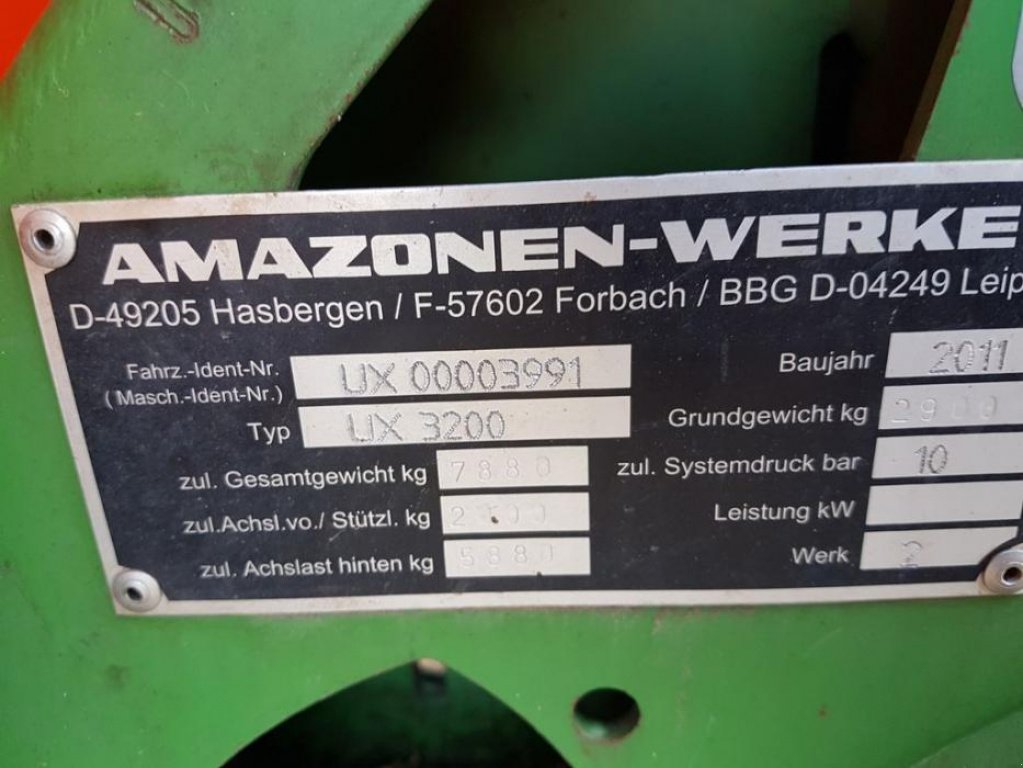 AMAZONEN-WERKE
D-49205 Hasbergen / F-57602 Forbach / BBG D-04249 Leip
Fahrz.-Ident-Nr. UX 00003991
(Masch.-Ident-Nr.)
Baujahr 2011
Typ UX 3200
Grundgewicht kg
zul. Gesamtgewicht kg 7880
zul. Systemdruck bar 10
zul.Achsl.vo./ Stützl. kg
Leistung kW
zul. Achslast hinten kg 5880
Werk